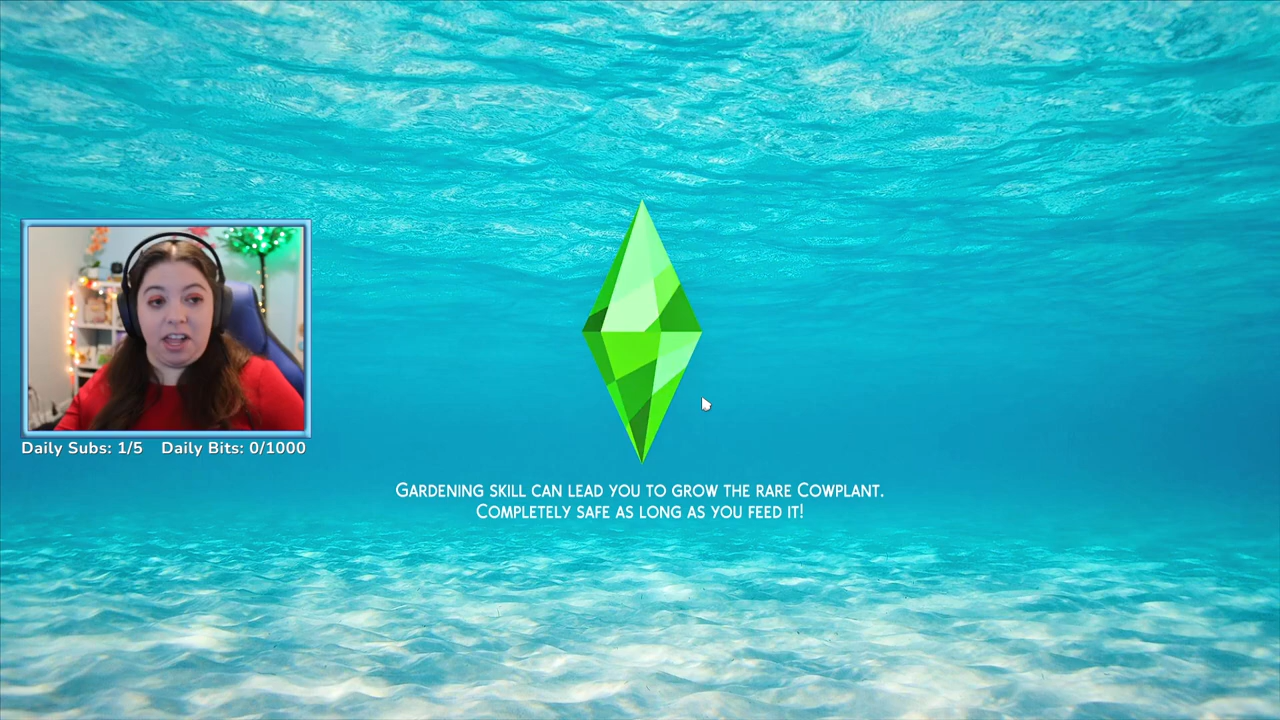 Daily Subs: 1/5 Daily Bits: 0/1000
Gardening skill can lead you to grow the rare Cowplant.
Completely safe as long as you feed it!